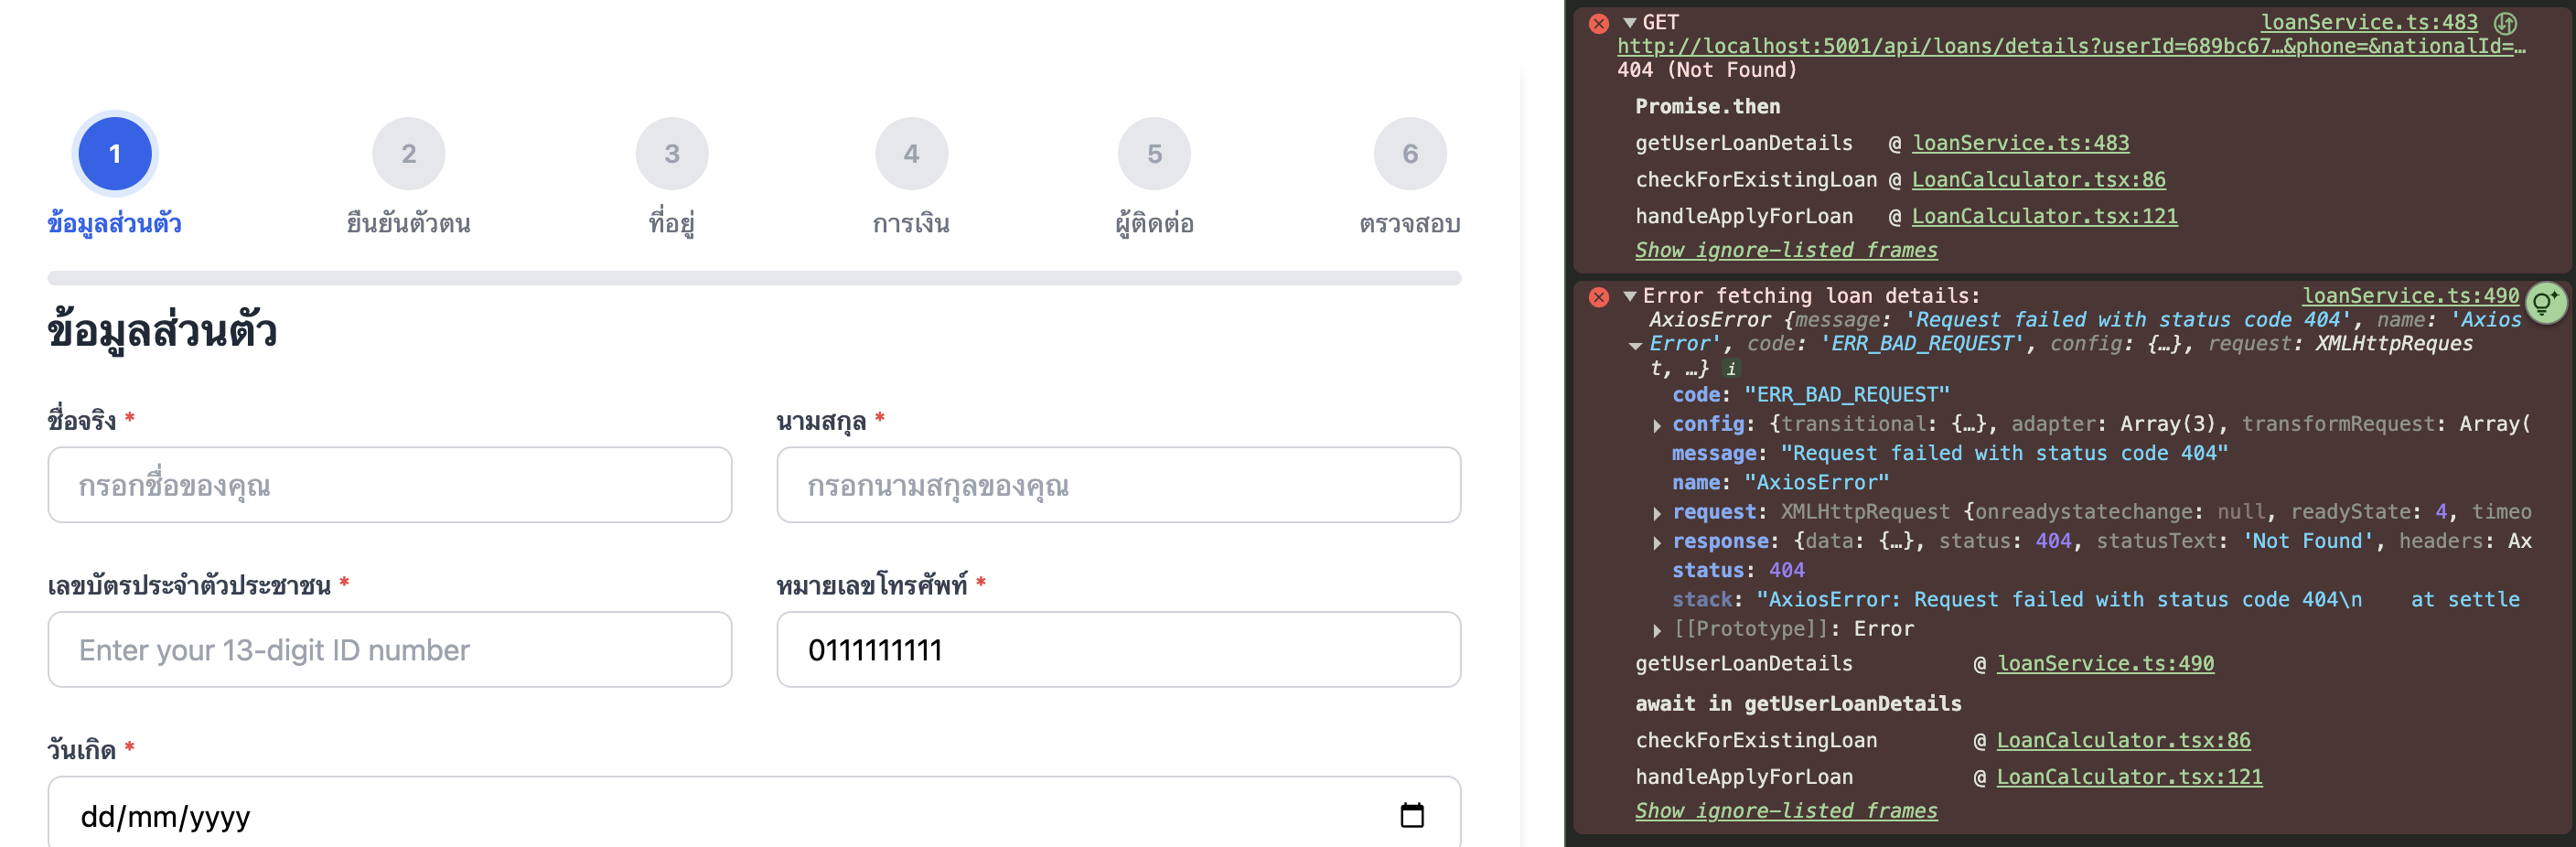 1
2
3
4
5
6
ข้อมูลส่วนตัว
ยืนยันตัวตน
ที่อยู่
การเงิน
ผู้ติดต่อ
ตรวจสอบ
ข้อมูลส่วนตัว
ชื่อจริง *
นามสกุล *
กรอกชื่อของคุณ
กรอกนามสกุลของคุณ
เลขบัตรประจำตัวประชาชน *
หมายเลขโทรศัพท์ *
Enter your 13-digit ID number
0111111111
วันเกิด *
dd/mm/yyyy
GET loanService.ts:483
http://localhost:5001/api/loans/details?userId=689bc67…&phone=&nationalId=…
404 (Not Found)
Promise.then
getUserLoanDetails @ loanService.ts:483
checkForExistingLoan @ LoanCalculator.tsx:86
handleApplyForLoan @ LoanCalculator.tsx:121
Show ignore-listed frames
Error fetching loan details: loanService.ts:490
AxiosError {message: 'Request failed with status code 404', name: 'Axios
Error', code: 'ERR_BAD_REQUEST', config: {…}, request: XMLHttpReques
t, …} i
code: "ERR_BAD_REQUEST"
config: {transitional: {…}, adapter: Array(3), transformRequest: Array(
message: "Request failed with status code 404"
name: "AxiosError"
request: XMLHttpRequest {onreadystatechange: null, readyState: 4, timeo
response: {data: {…}, status: 404, statusText: 'Not Found', headers: Ax
status: 404
stack: "AxiosError: Request failed with status code 404\n    at settle
[[Prototype]]: Error
getUserLoanDetails @ loanService.ts:490
await in getUserLoanDetails
checkForExistingLoan @ LoanCalculator.tsx:86
handleApplyForLoan @ LoanCalculator.tsx:121
Show ignore-listed frames